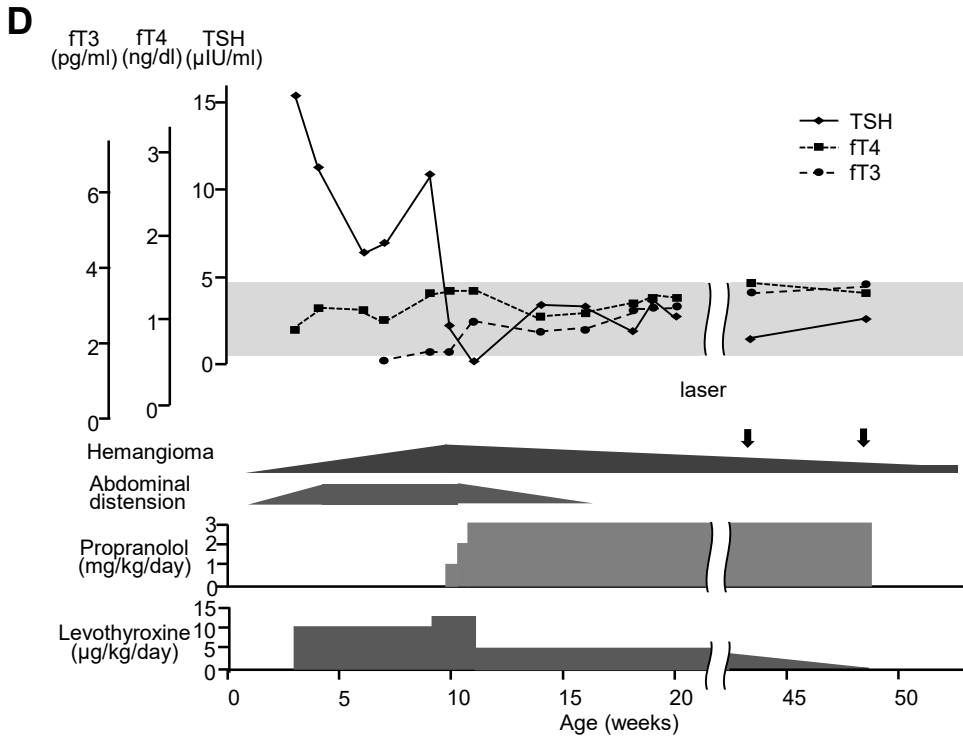 D
fT3 fT4 TSH
(pg/ml) (ng/dl) (µIU/ml)
15
10
5
0
3
2
1
0
6
4
2
0
TSH
fT4
fT3
laser
Hemangioma
Abdominal
distension
Propranolol
(mg/kg/day)
3
2
1
0
Levothyroxine
(µg/kg/day)
15
10
5
0
0 5 10 15 20 45 50
Age (weeks)